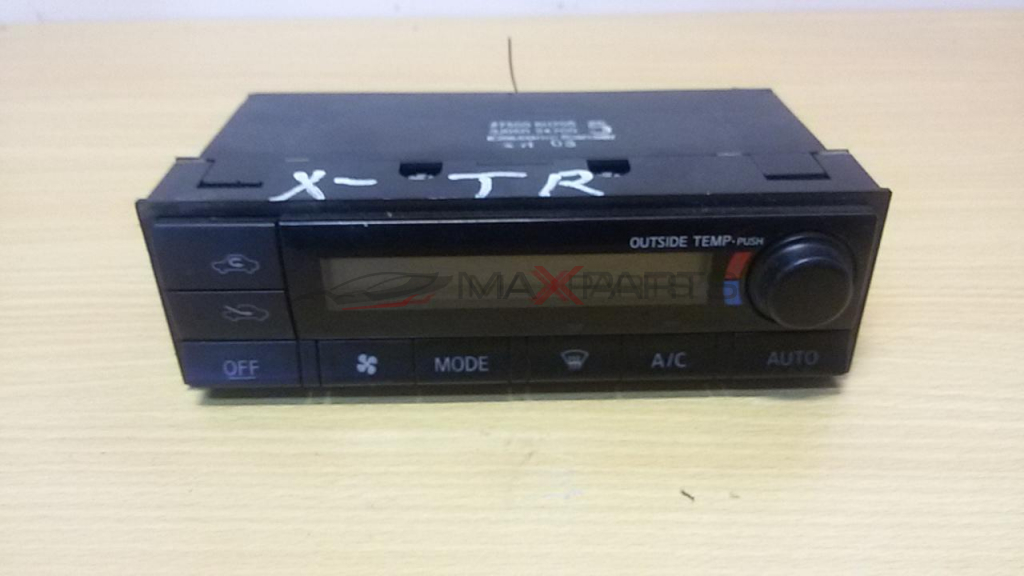 X- TR
OUTSIDE TEMP-PUSH
MAXPARTS
OFF
MODE
A/C
AUTO